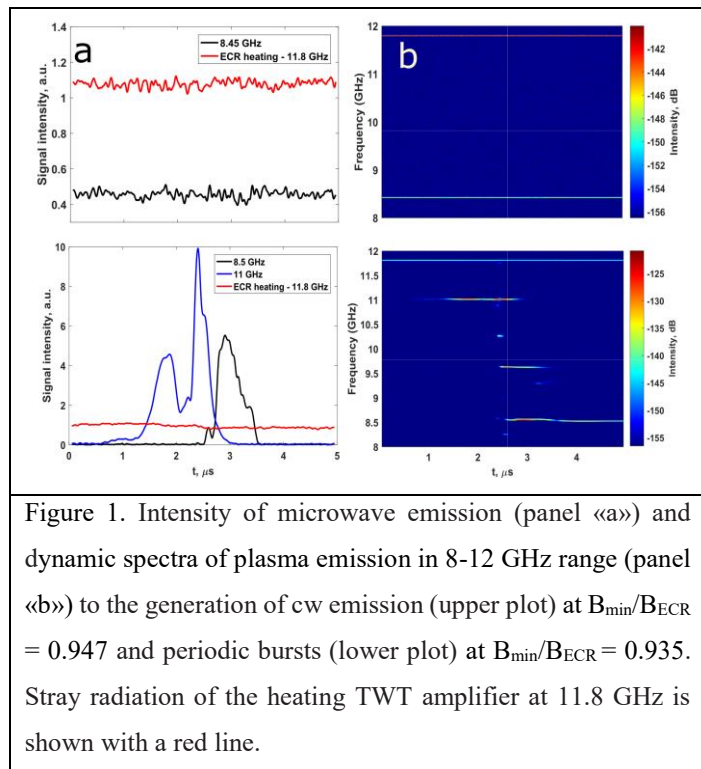 a
b
1.4
1.2
1
0.8
0.6
0.4
Signal intensity, a.u.
8.45 GHz
ECR heating - 11.8 GHz
0
1
2
3
4
5
12
11
10
9
8
Frequency (GHz)
-142
-144
-146
-148
-150
-152
-154
-156
Intensity, dB
10
8
6
4
2
0
Signal intensity, a.u.
8.5 GHz
11 GHz
ECR heating - 11.8 GHz
0
1
2
3
4
5
t, μs
12
11.5
11
10.5
10
9.5
9
8.5
8
Frequency (GHz)
1
2
3
4
t, μs
-125
-130
-135
-140
-145
-150
-155
Intensity, dB
Figure 1. Intensity of microwave emission (panel «a») and
dynamic spectra of plasma emission in 8-12 GHz range (panel
«b») to the generation of cw emission (upper plot) at Bmin/BECR
= 0.947 and periodic bursts (lower plot) at Bmin/BECR = 0.935.
Stray radiation of the heating TWT amplifier at 11.8 GHz is
shown with a red line.